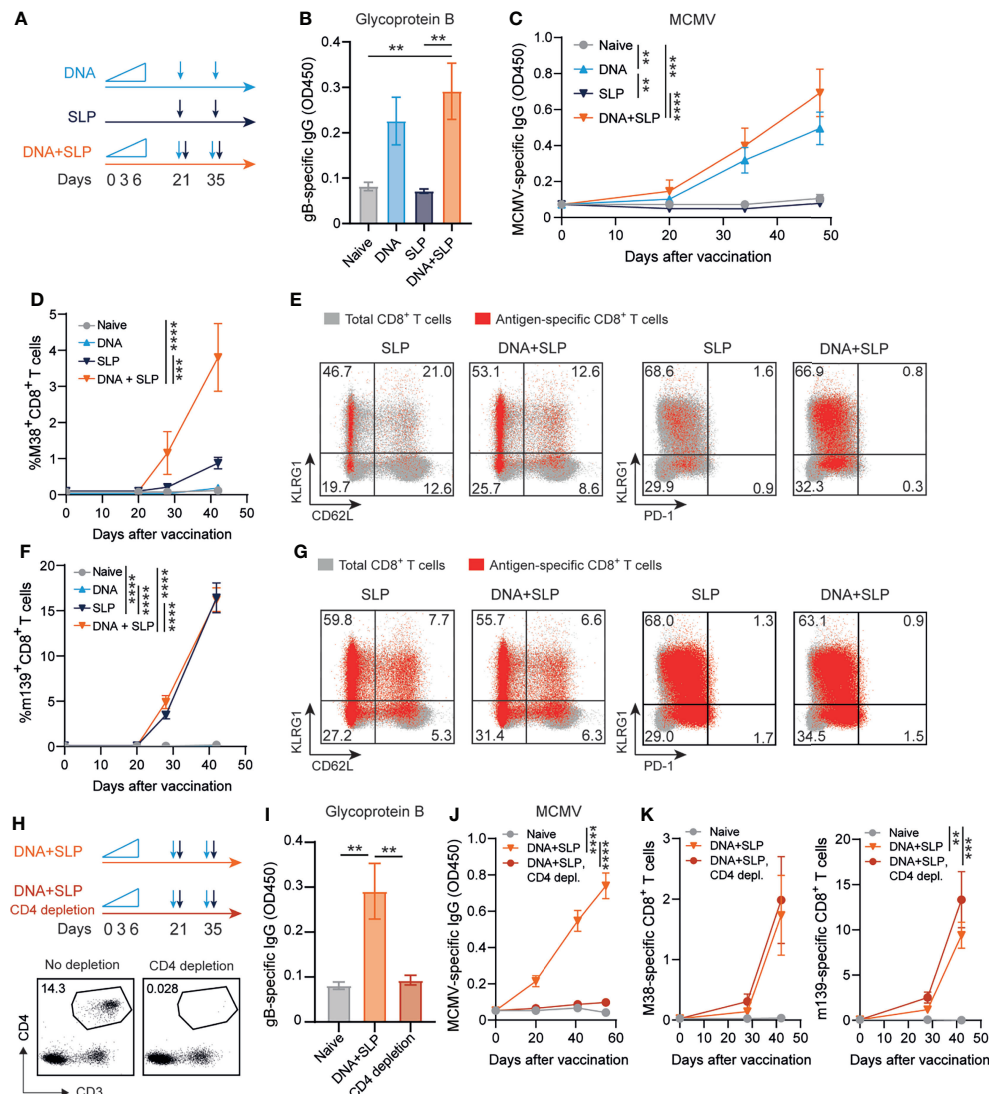 A
DNA
SLP
DNA+SLP
Days
0 3 6
21
35
B
Glycoprotein B
gB-specific IgG (OD450)
0.4
0.3
0.2
0.1
0.0
**
**
Naive
DNA
SLP
DNA+SLP
C
MCMV
MCMV-specific IgG (OD450)
1.0
0.8
0.6
0.4
0.2
0.0
Naive
DNA
SLP
DNA+SLP
**
**
***
****
0 10 20 30 40 50
Days after vaccination
D
%M38+CD8+ T cells
5
4
3
2
1
0
Naive
DNA
SLP
DNA + SLP
****
***
0 10 20 30 40 50
Days after vaccination
E
Total CD8+ T cells
Antigen-specific CD8+ T cells
SLP
DNA+SLP
SLP
DNA+SLP
46.7 21.0
53.1 12.6
68.6 1.6
66.9 0.8
19.7 12.6
25.7 8.6
29.9 0.9
32.3 0.3
KLRG1
CD62L
KLRG1
PD-1
F
%m139+CD8+ T cells
20
15
10
5
0
Naive
DNA
SLP
DNA + SLP
****
****
****
****
0 10 20 30 40 50
Days after vaccination
G
Total CD8+ T cells
Antigen-specific CD8+ T cells
SLP
DNA+SLP
SLP
DNA+SLP
59.8 7.7
55.7 6.6
68.0 1.3
63.1 0.9
27.2 5.3
31.4 6.3
29.0 1.7
34.5 1.5
KLRG1
CD62L
KLRG1
PD-1
H
DNA+SLP
DNA+SLP
CD4 depletion
Days
0 3 6
21
35
No depletion
CD4 depletion
14.3
0.028
CD4
CD3
I
Glycoprotein B
gB-specific IgG (OD450)
0.4
0.3
0.2
0.1
0.0
**
**
Naive
DNA+SLP
CD4 depletion
J
MCMV
MCMV-specific IgG (OD450)
1.0
0.8
0.6
0.4
0.2
0.0
Naive
DNA+SLP
DNA+SLP,
CD4 depl.
****
****
0 10 20 30 40 50 60
Days after vaccination
K
M38-specific CD8+ T cells
3
2
1
0
Naive
DNA+SLP
DNA+SLP,
CD4 depl.
0 10 20 30 40 50
Days after vaccination
m139-specific CD8+ T cells
20
15
10
5
0
Naive
DNA+SLP
DNA+SLP,
CD4 depl.
**
***
0 10 20 30 40 50
Days after vaccination